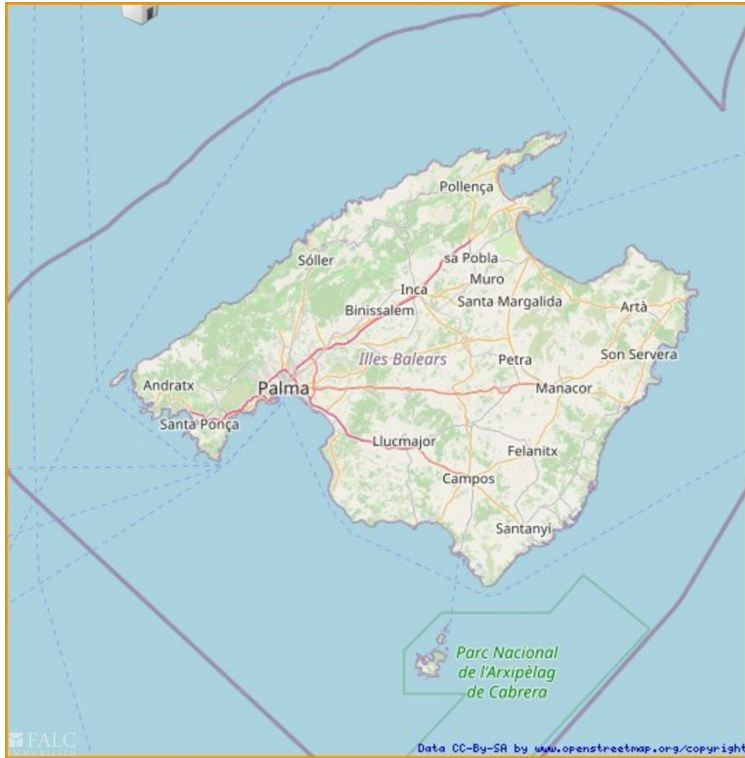 Pollença
sa Pobla
Sóller
Muro
Inca
Santa Margalida
Binissalem
Artà
Illes Balears
Petra
Son Servera
Andratx
Palma
Manacor
Santa Ponça
Llucmajor
Felanitx
Campos
Santanyí
Parc Nacional
de l'Arxipèlag
de Cabrera
FALC
IMMOBILIEN
Data CC-By-SA by www.openstreetmap.org/copyright